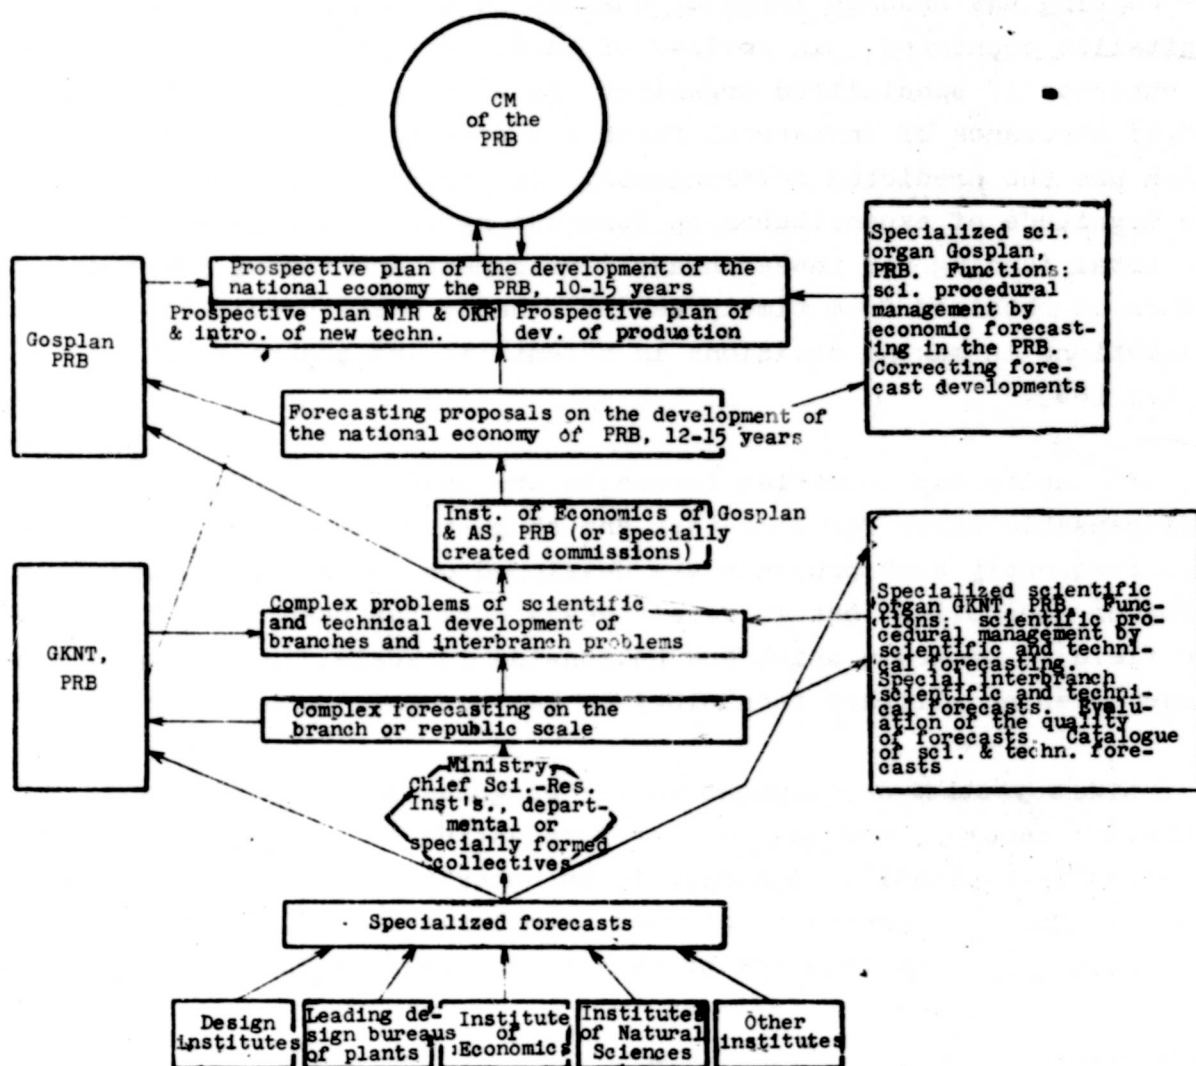 CM
of the
PRB
Specialized sci.
organ Gosplan,
PRB. Functions:
sci. procedural
management by
economic forecast-
ing in the PRB.
Correcting fore-
cast developments
Gosplan
PRB
Prospective plan of the development of the
national economy the PRB, 10-15 years
Prospective plan NIR & OKR
& intro. of new techn.
Prospective plan of
dev. of production
Forecasting proposals on the development of
the national economy of PRB, 12-15 years
Inst. of Economics of Gosplan
& AS, PRB (or specially
created commissions)
GKNT,
PRB
Complex problems of scientific
and technical development of
branches and interbranch problems
Specialized scientific
organ GKNT, PRB. Func-
tions: scientific pro-
cedural management by
scientific and techni-
cal forecasting.
Special interbranch
scientific and techni-
cal forecasts. Evalu-
ation of the quality
of forecasts. Catalogue
of sci. & techn. fore-
casts
Complex forecasting on the
branch or republic scale
Ministry,
Chief Sci.-Res.
Inst's., depart-
mental or
specially formed
collectives
Specialized forecasts
Design
institutes
Leading de-
sign bureaus
of plants
Institute
of
Economics
Institutes
of Natural
Sciences
Other
institutes